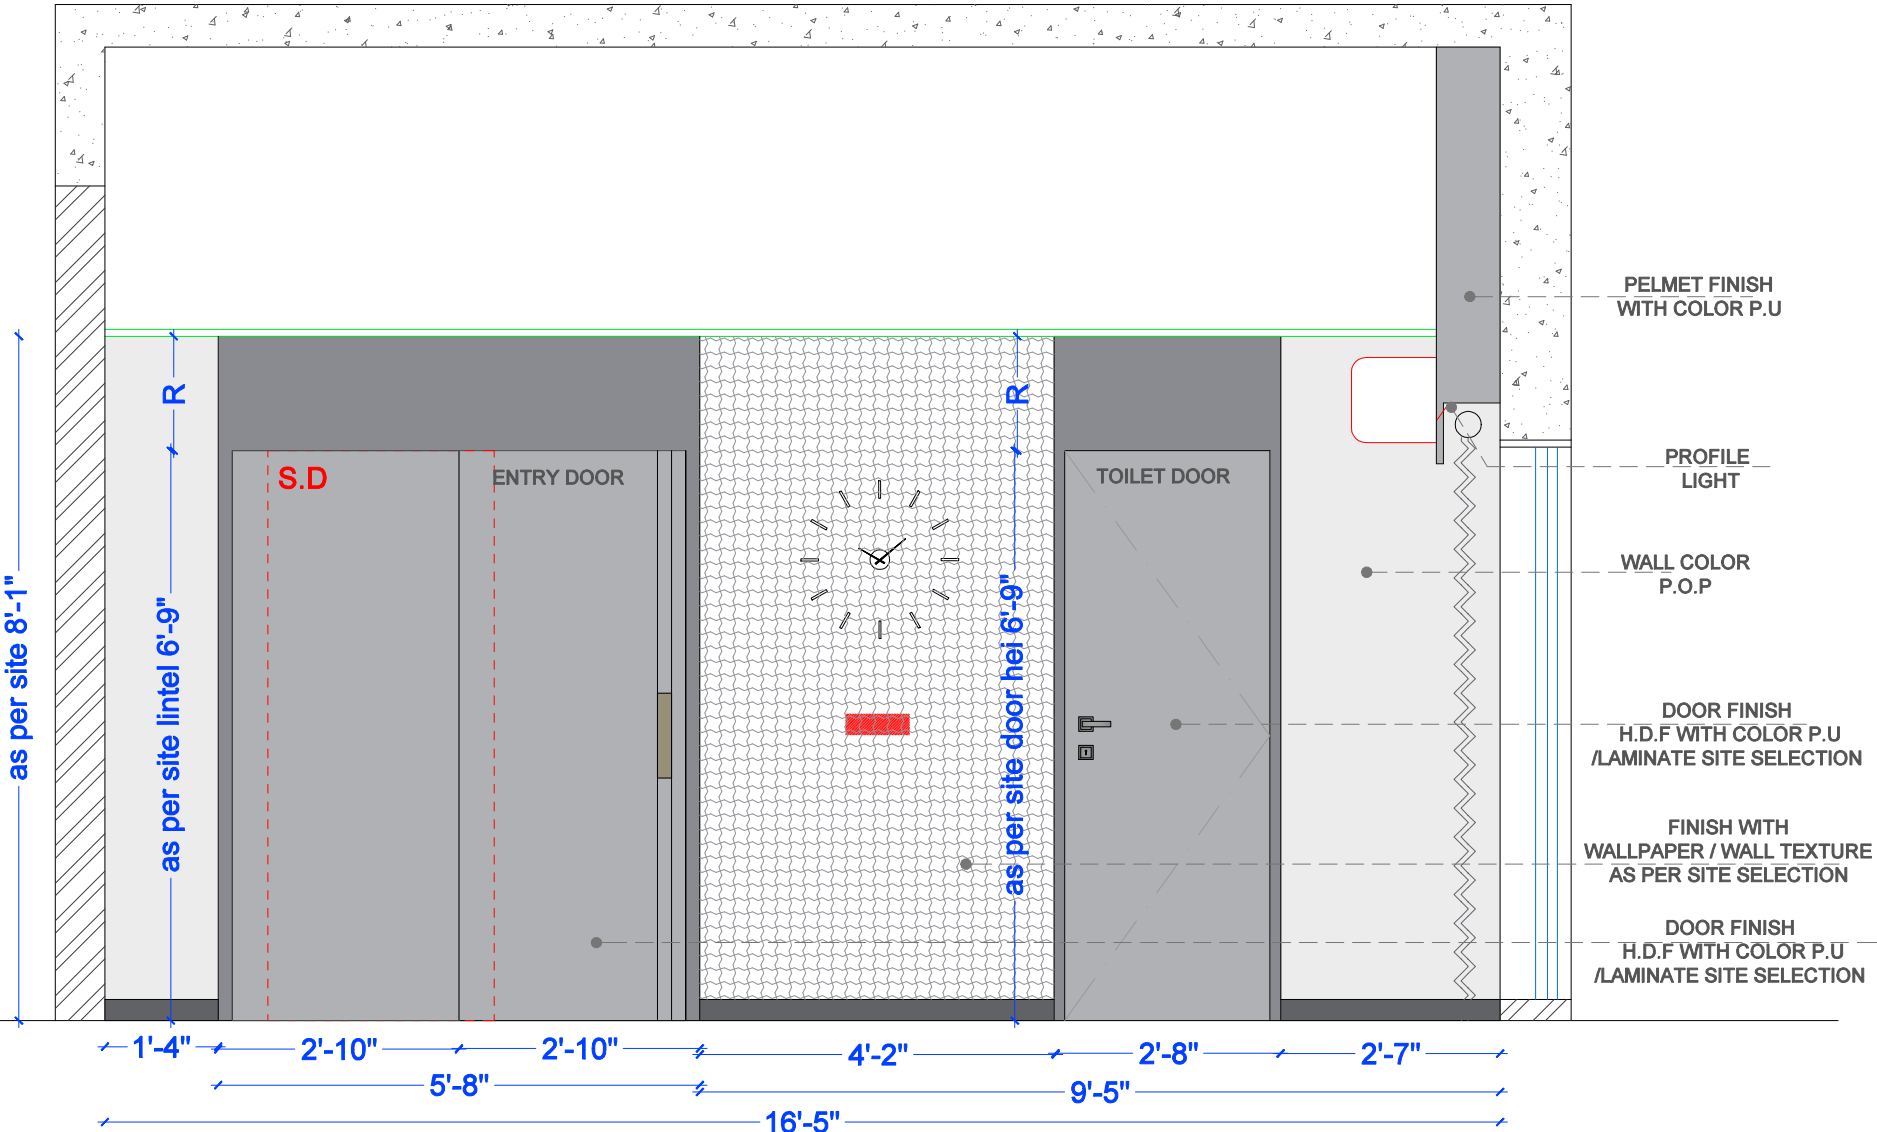 PELMET FINISH
WITH COLOR P.U
R
R
S.D
ENTRY DOOR
TOILET DOOR
PROFILE
LIGHT
WALL COLOR
P.O.P
as per site 8'-1"
as per site lintel 6'-9"
as per site door hei 6'-9"
DOOR FINISH
H.D.F WITH COLOR P.U
/LAMINATE SITE SELECTION
FINISH WITH
WALLPAPER / WALL TEXTURE
AS PER SITE SELECTION
DOOR FINISH
H.D.F WITH COLOR P.U
/LAMINATE SITE SELECTION
1'-4"
2'-10"
2'-10"
4'-2"
2'-8"
2'-7"
5'-8"
9'-5"
16'-5"